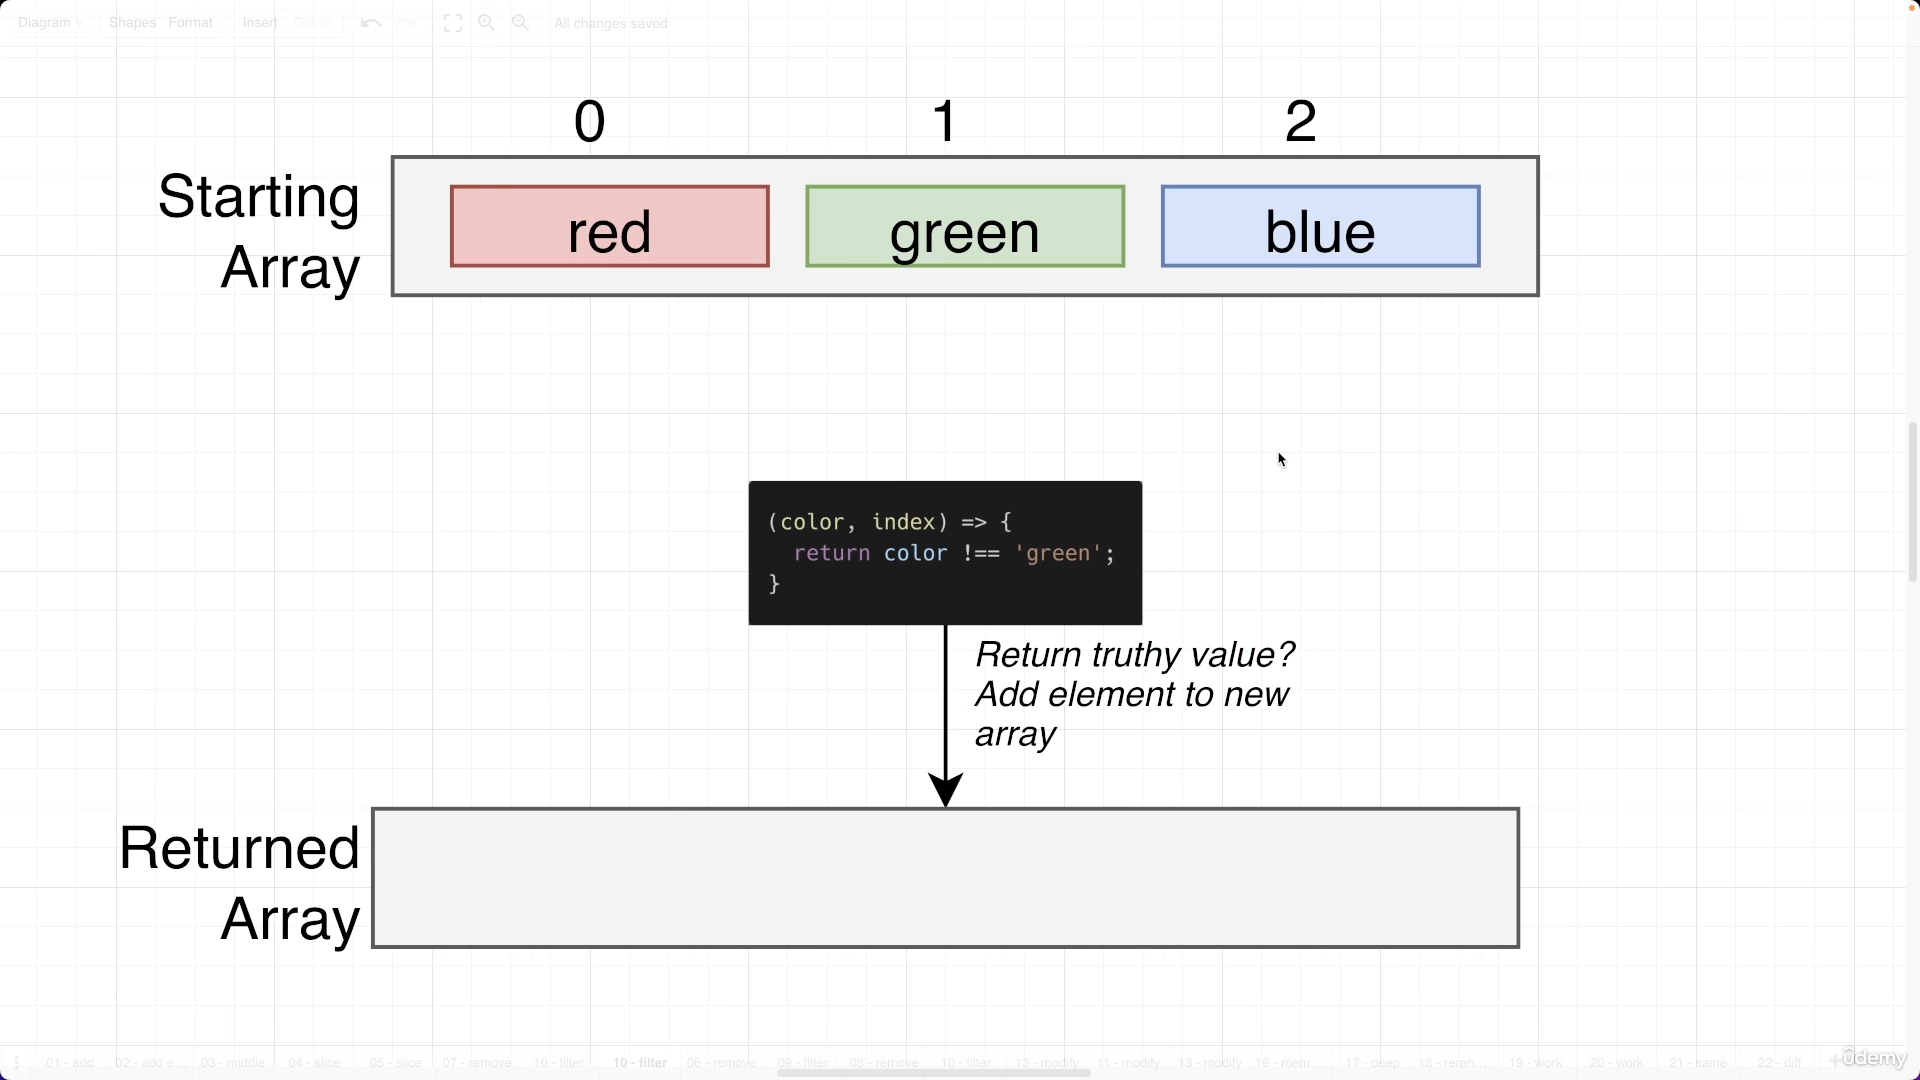 Diagram Shapes Format Insert Delete All changes saved
0 1 2
Starting
Array
red green blue
(color, index) => {
return color !== 'green';
}
Return truthy value?
Add element to new
array
Returned
Array
01 - add 02 - add e... 03 - middle 04 - slice 05 - slice 07 - remove 10 - filter 10 - filter 06 - remove 09 - filter 08 - remove 10 - filter 13 - modify 11 - modify 13 - modify 16 - mem... 17 - deep 18 - reren... 19 - work 20 - work 21 - same 22 - diff
ûdemy